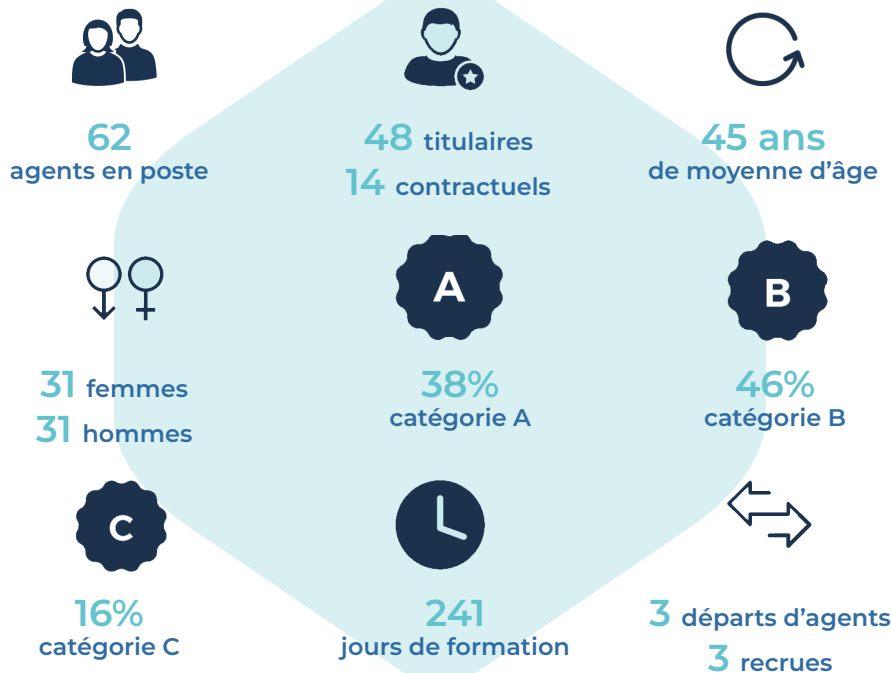 62
agents en poste
48 titulaires
14 contractuels
45 ans
de moyenne d’âge
31 femmes
31 hommes
A
38%
catégorie A
B
46%
catégorie B
C
16%
catégorie C
241
jours de formation
3 départs d’agents
3 recrues